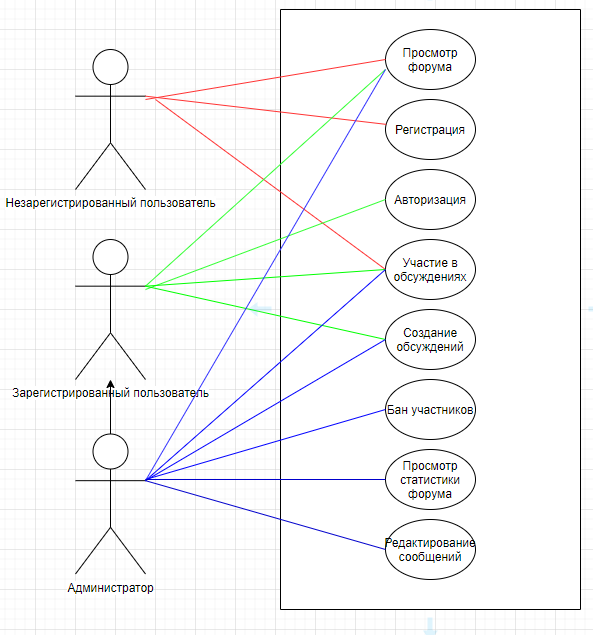 Незарегистрированный пользователь
Зарегистрированный пользователь
Администратор
Просмотр
форума
Регистрация
Авторизация
Участие в
обсуждениях
Создание
обсуждений
Бан участников
Просмотр
статистики
форума
Редактирование
сообщений